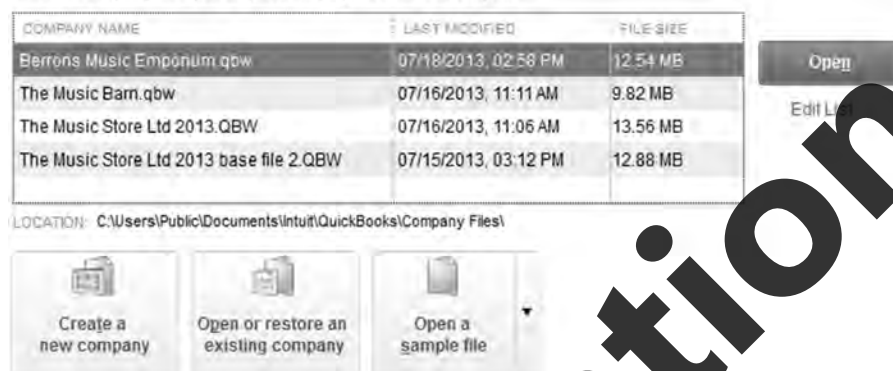 COMPANY NAME LAST MODIFIED FILE SIZE
Berrons Music Emporium.qbw 07/18/2013, 02:58 PM 12.54 MB
The Music Barn.qbw 07/16/2013, 11:11 AM 9.82 MB
The Music Store Ltd 2013.QBW 07/16/2013, 11:06 AM 13.56 MB
The Music Store Ltd 2013 base file 2.QBW 07/15/2013, 03:12 PM 12.88 MB
Open
Edit
LOCATION: C:\Users\Public\Documents\Intuit\QuickBooks\Company Files\
Create a
new company
Open or restore an
existing company
Open a
sample file
tion